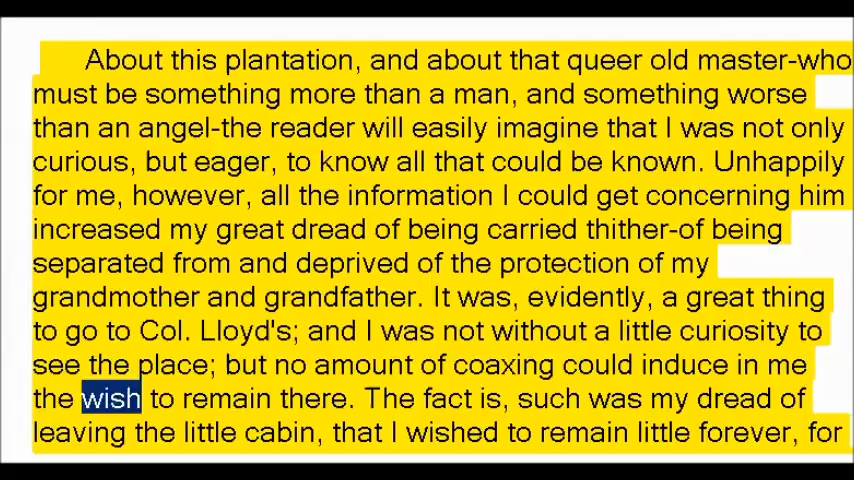 About this plantation, and about that queer old master-who
must be something more than a man, and something worse
than an angel-the reader will easily imagine that I was not only
curious, but eager, to know all that could be known. Unhappily
for me, however, all the information I could get concerning him
increased my great dread of being carried thither-of being
separated from and deprived of the protection of my
grandmother and grandfather. It was, evidently, a great thing
to go to Col. Lloyd's; and I was not without a little curiosity to
see the place; but no amount of coaxing could induce in me
the wish to remain there. The fact is, such was my dread of
leaving the little cabin, that I wished to remain little forever, for